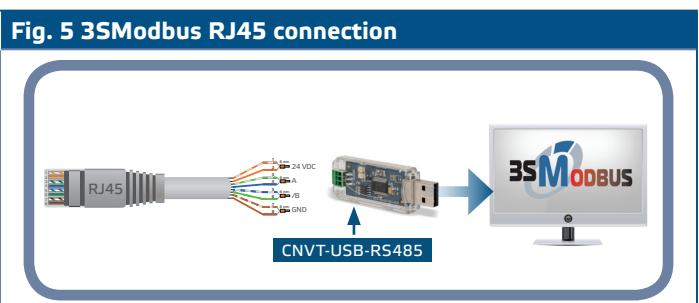 Fig. 5 3SModbus RJ45 connection
RJ45
24 VDC
A
/B
GND
3SMODBUS
CNVT-USB-RS485